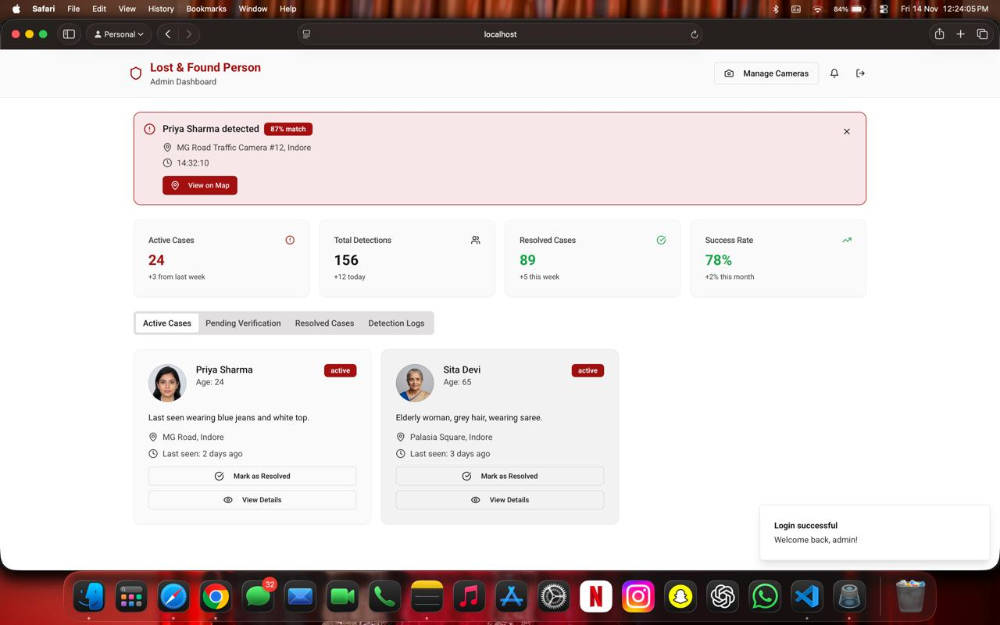 Safari File Edit View History Bookmarks Window Help 84% Fri 14 Nov 12:24:05 PM
Personal localhost
Lost & Found Person
Admin Dashboard
Manage Cameras
Priya Sharma detected 87% match
MG Road Traffic Camera #12, Indore
14:32:10
View on Map
Active Cases
24
+3 from last week
Total Detections
156
+12 today
Resolved Cases
89
+5 this week
Success Rate
78%
+2% this month
Active Cases Pending Verification Resolved Cases Detection Logs
Priya Sharma active
Age: 24
Last seen wearing blue jeans and white top.
MG Road, Indore
Last seen: 2 days ago
Mark as Resolved
View Details
Sita Devi active
Age: 65
Elderly woman, grey hair, wearing saree.
Palasia Square, Indore
Last seen: 3 days ago
Mark as Resolved
View Details
Login successful
Welcome back, admin!
32
N